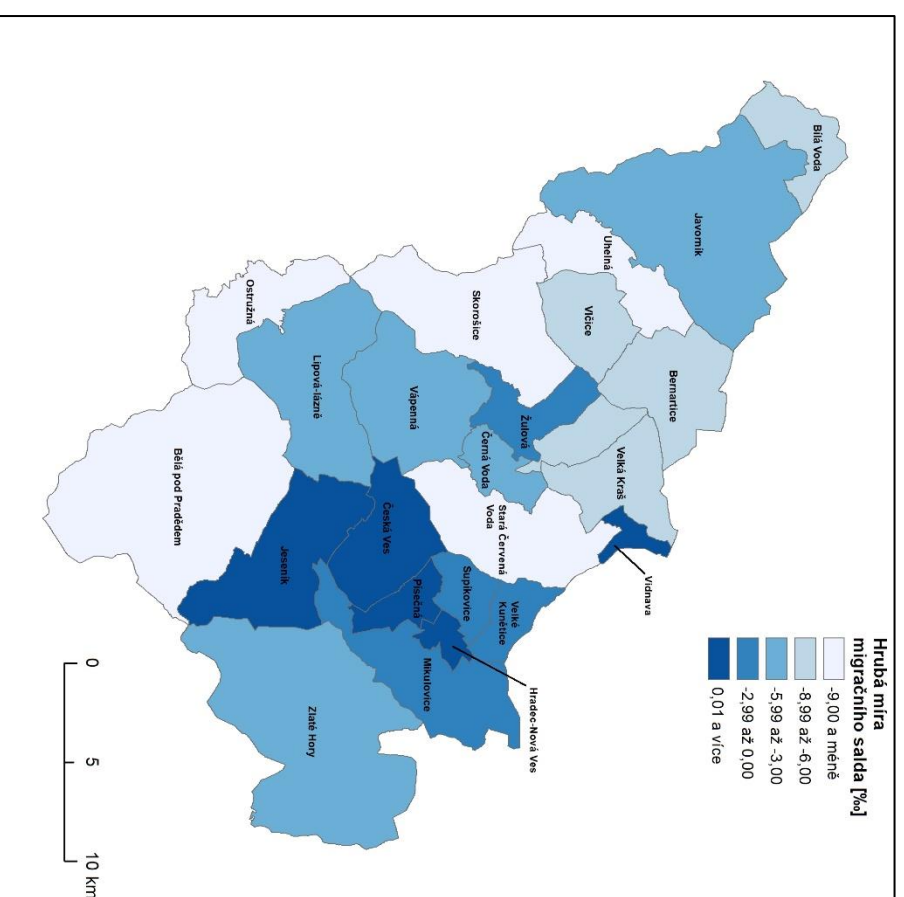 Hrubá míra
migračního salda [‰]
-9,00 a méně
-8,99 až -6,00
-5,99 až -3,00
-2,99 až 0,00
0,01 a více
Bílá Voda
Javorník
Uhelná
Vlčice
Bernartice
Skorošice
Žulová
Velká Kraš
Vidnava
Ostružná
Lipová-lázně
Vápenná
Černá Voda
Stará Červená
Voda
Bělá pod Pradědem
Jeseník
Česká Ves
Písečná
Supíkovice
Velké
Kunětice
Hradec-Nová Ves
Mikulovice
Zlaté Hory
0
5
10 km